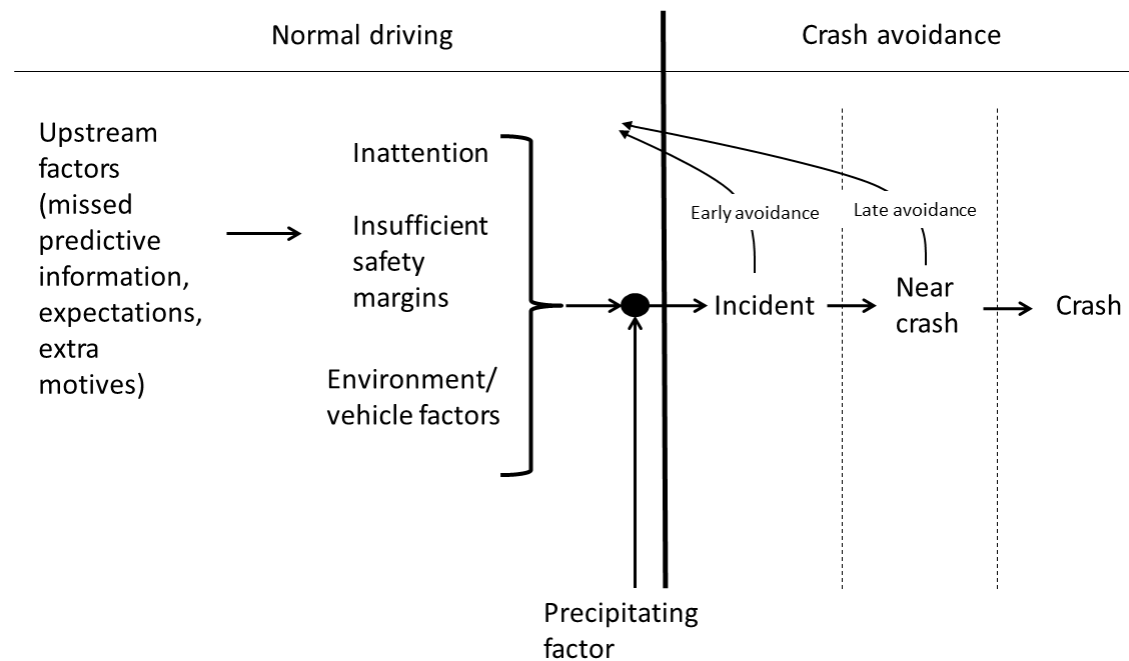 Normal driving
Crash avoidance
Upstream
factors
(missed
predictive
information,
expectations,
extra
motives)
Inattention
Insufficient
safety
margins
Environment/
vehicle factors
Precipitating
factor
Early avoidance
Late avoidance
Incident
Near
crash
Crash